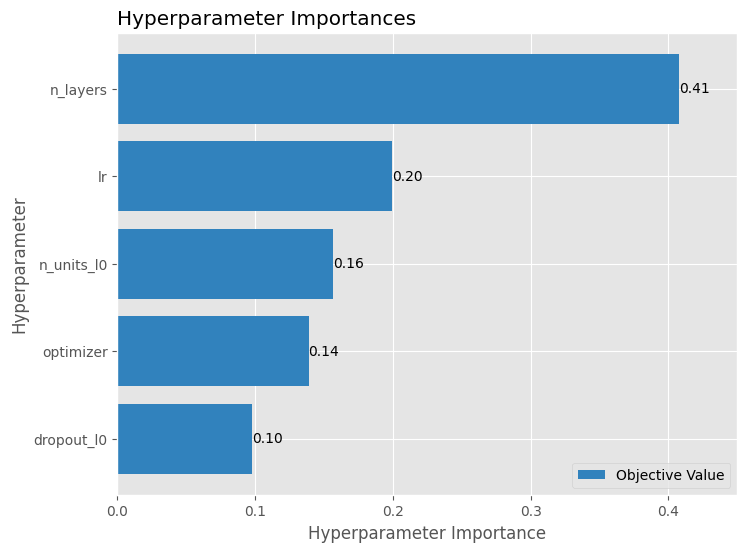 Hyperparameter Importances
Hyperparameter
n_layers
0.41
lr
0.20
n_units_l0
0.16
optimizer
0.14
dropout_l0
0.10
Objective Value
0.0 0.1 0.2 0.3 0.4
Hyperparameter Importance